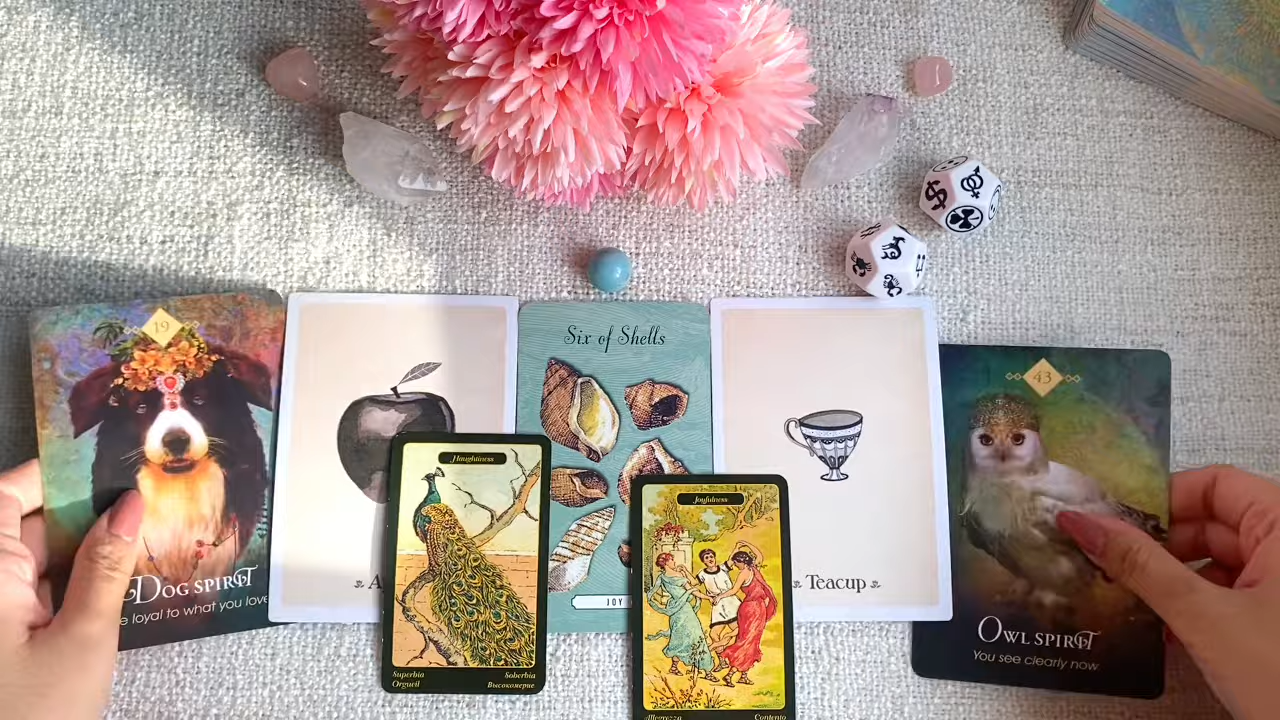 19
Dog spirit
e loyal to what you love
A
Haughtiness
Superbia
Orgueil
Soberbia
Высокомерие
Six of Shells
JOY
Joyfulness
Allegrezza
Contento
Teacup
43
Owl spirit
You see clearly now